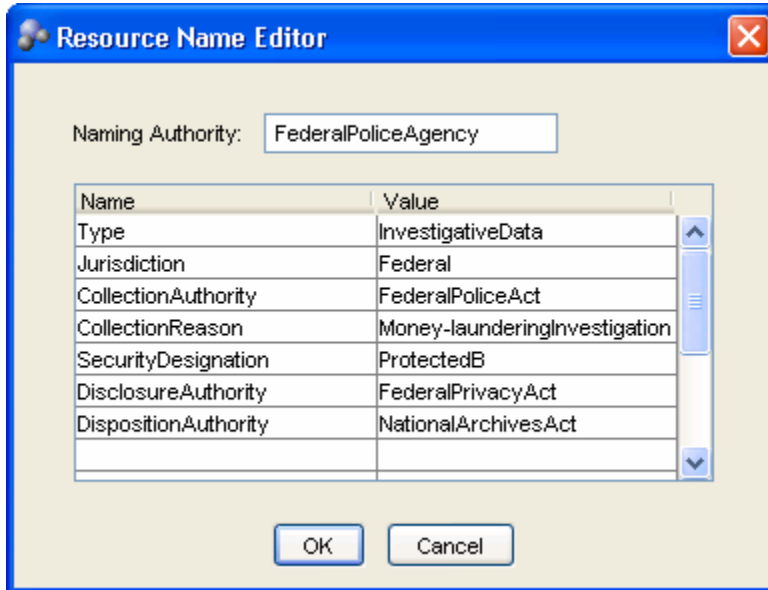 Resource Name Editor
Naming Authority: FederalPoliceAgency
Name Value
Type InvestigativeData
Jurisdiction Federal
CollectionAuthority FederalPoliceAct
CollectionReason Money-launderingInvestigation
SecurityDesignation ProtectedB
DisclosureAuthority FederalPrivacyAct
DispositionAuthority NationalArchivesAct
OK Cancel